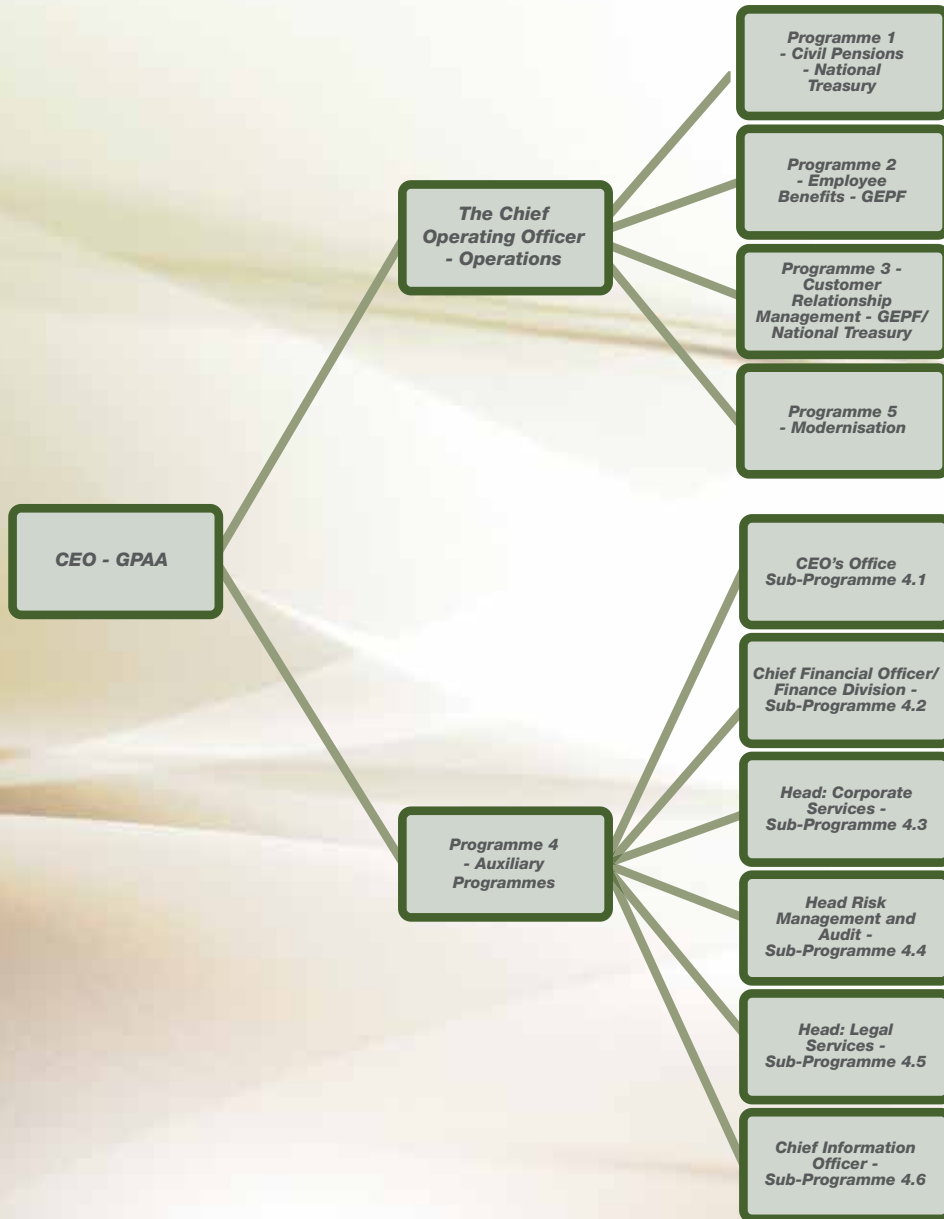 Programme 1
- Civil Pensions
- National
Treasury
Programme 2
- Employee
Benefits - GEPF
The Chief
Operating Officer
- Operations
Programme 3 -
Customer
Relationship
Management - GEPF/
National Treasury
Programme 5
- Modernisation
CEO - GPAA
CEO's Office
Sub-Programme 4.1
Chief Financial Officer/
Finance Division -
Sub-Programme 4.2
Head: Corporate
Services -
Sub-Programme 4.3
Programme 4
- Auxiliary
Programmes
Head Risk
Management and
Audit -
Sub-Programme 4.4
Head: Legal
Services -
Sub-Programme 4.5
Chief Information
Officer -
Sub-Programme 4.6